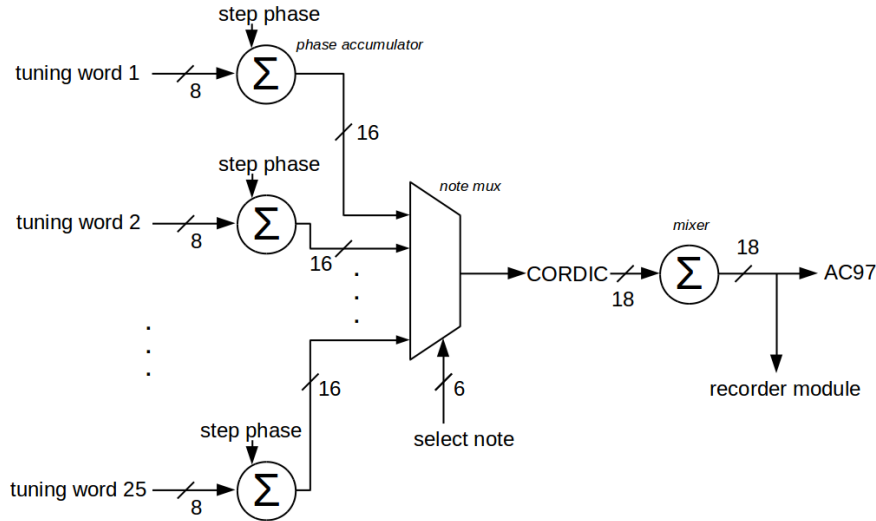 step phase
phase accumulator
tuning word 1
8
Σ
16
step phase
note mux
tuning word 2
8
Σ
16
mixer
CORDIC
18
Σ
18
AC97
16
6
recorder module
step phase
select note
tuning word 25
8
Σ